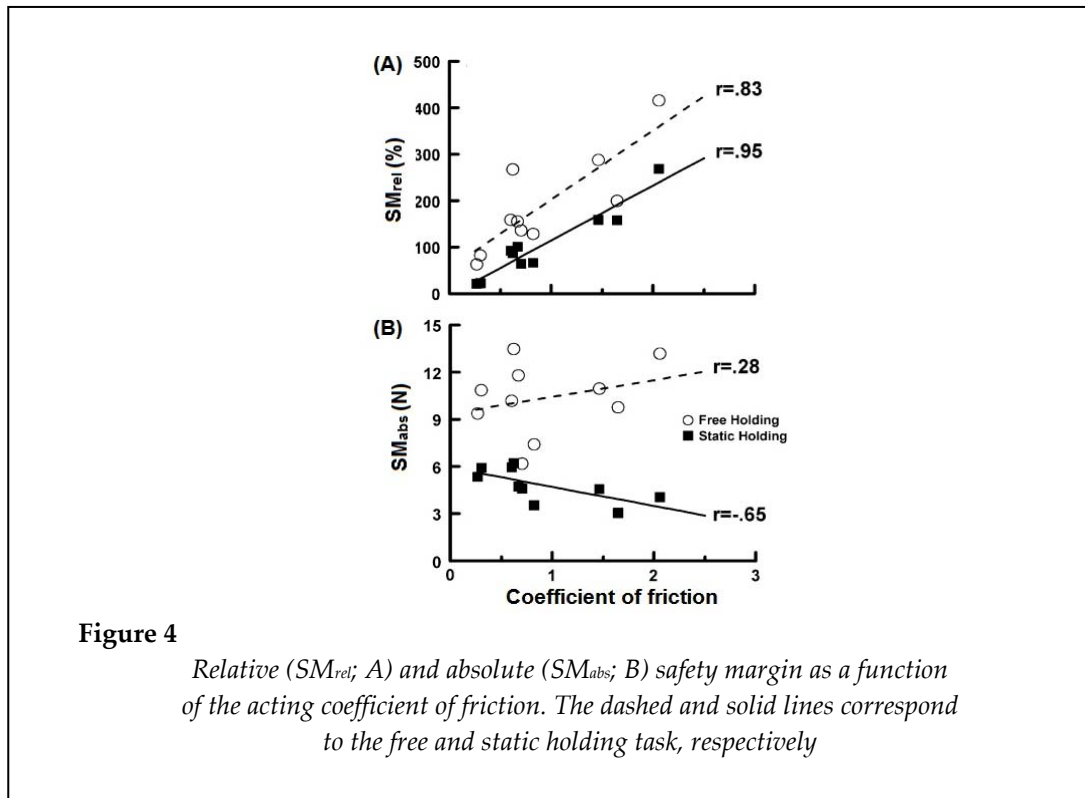 (A)
500
400
300
200
100
0
SMrel (%)
r=.83
r=.95
(B)
15
12
9
6
3
0
SMabs (N)
r=.28
Free Holding
Static Holding
r=-.65
0 1 2 3
Coefficient of friction
Figure 4
Relative (SMrel; A) and absolute (SMabs; B) safety margin as a function
of the acting coefficient of friction. The dashed and solid lines correspond
to the free and static holding task, respectively